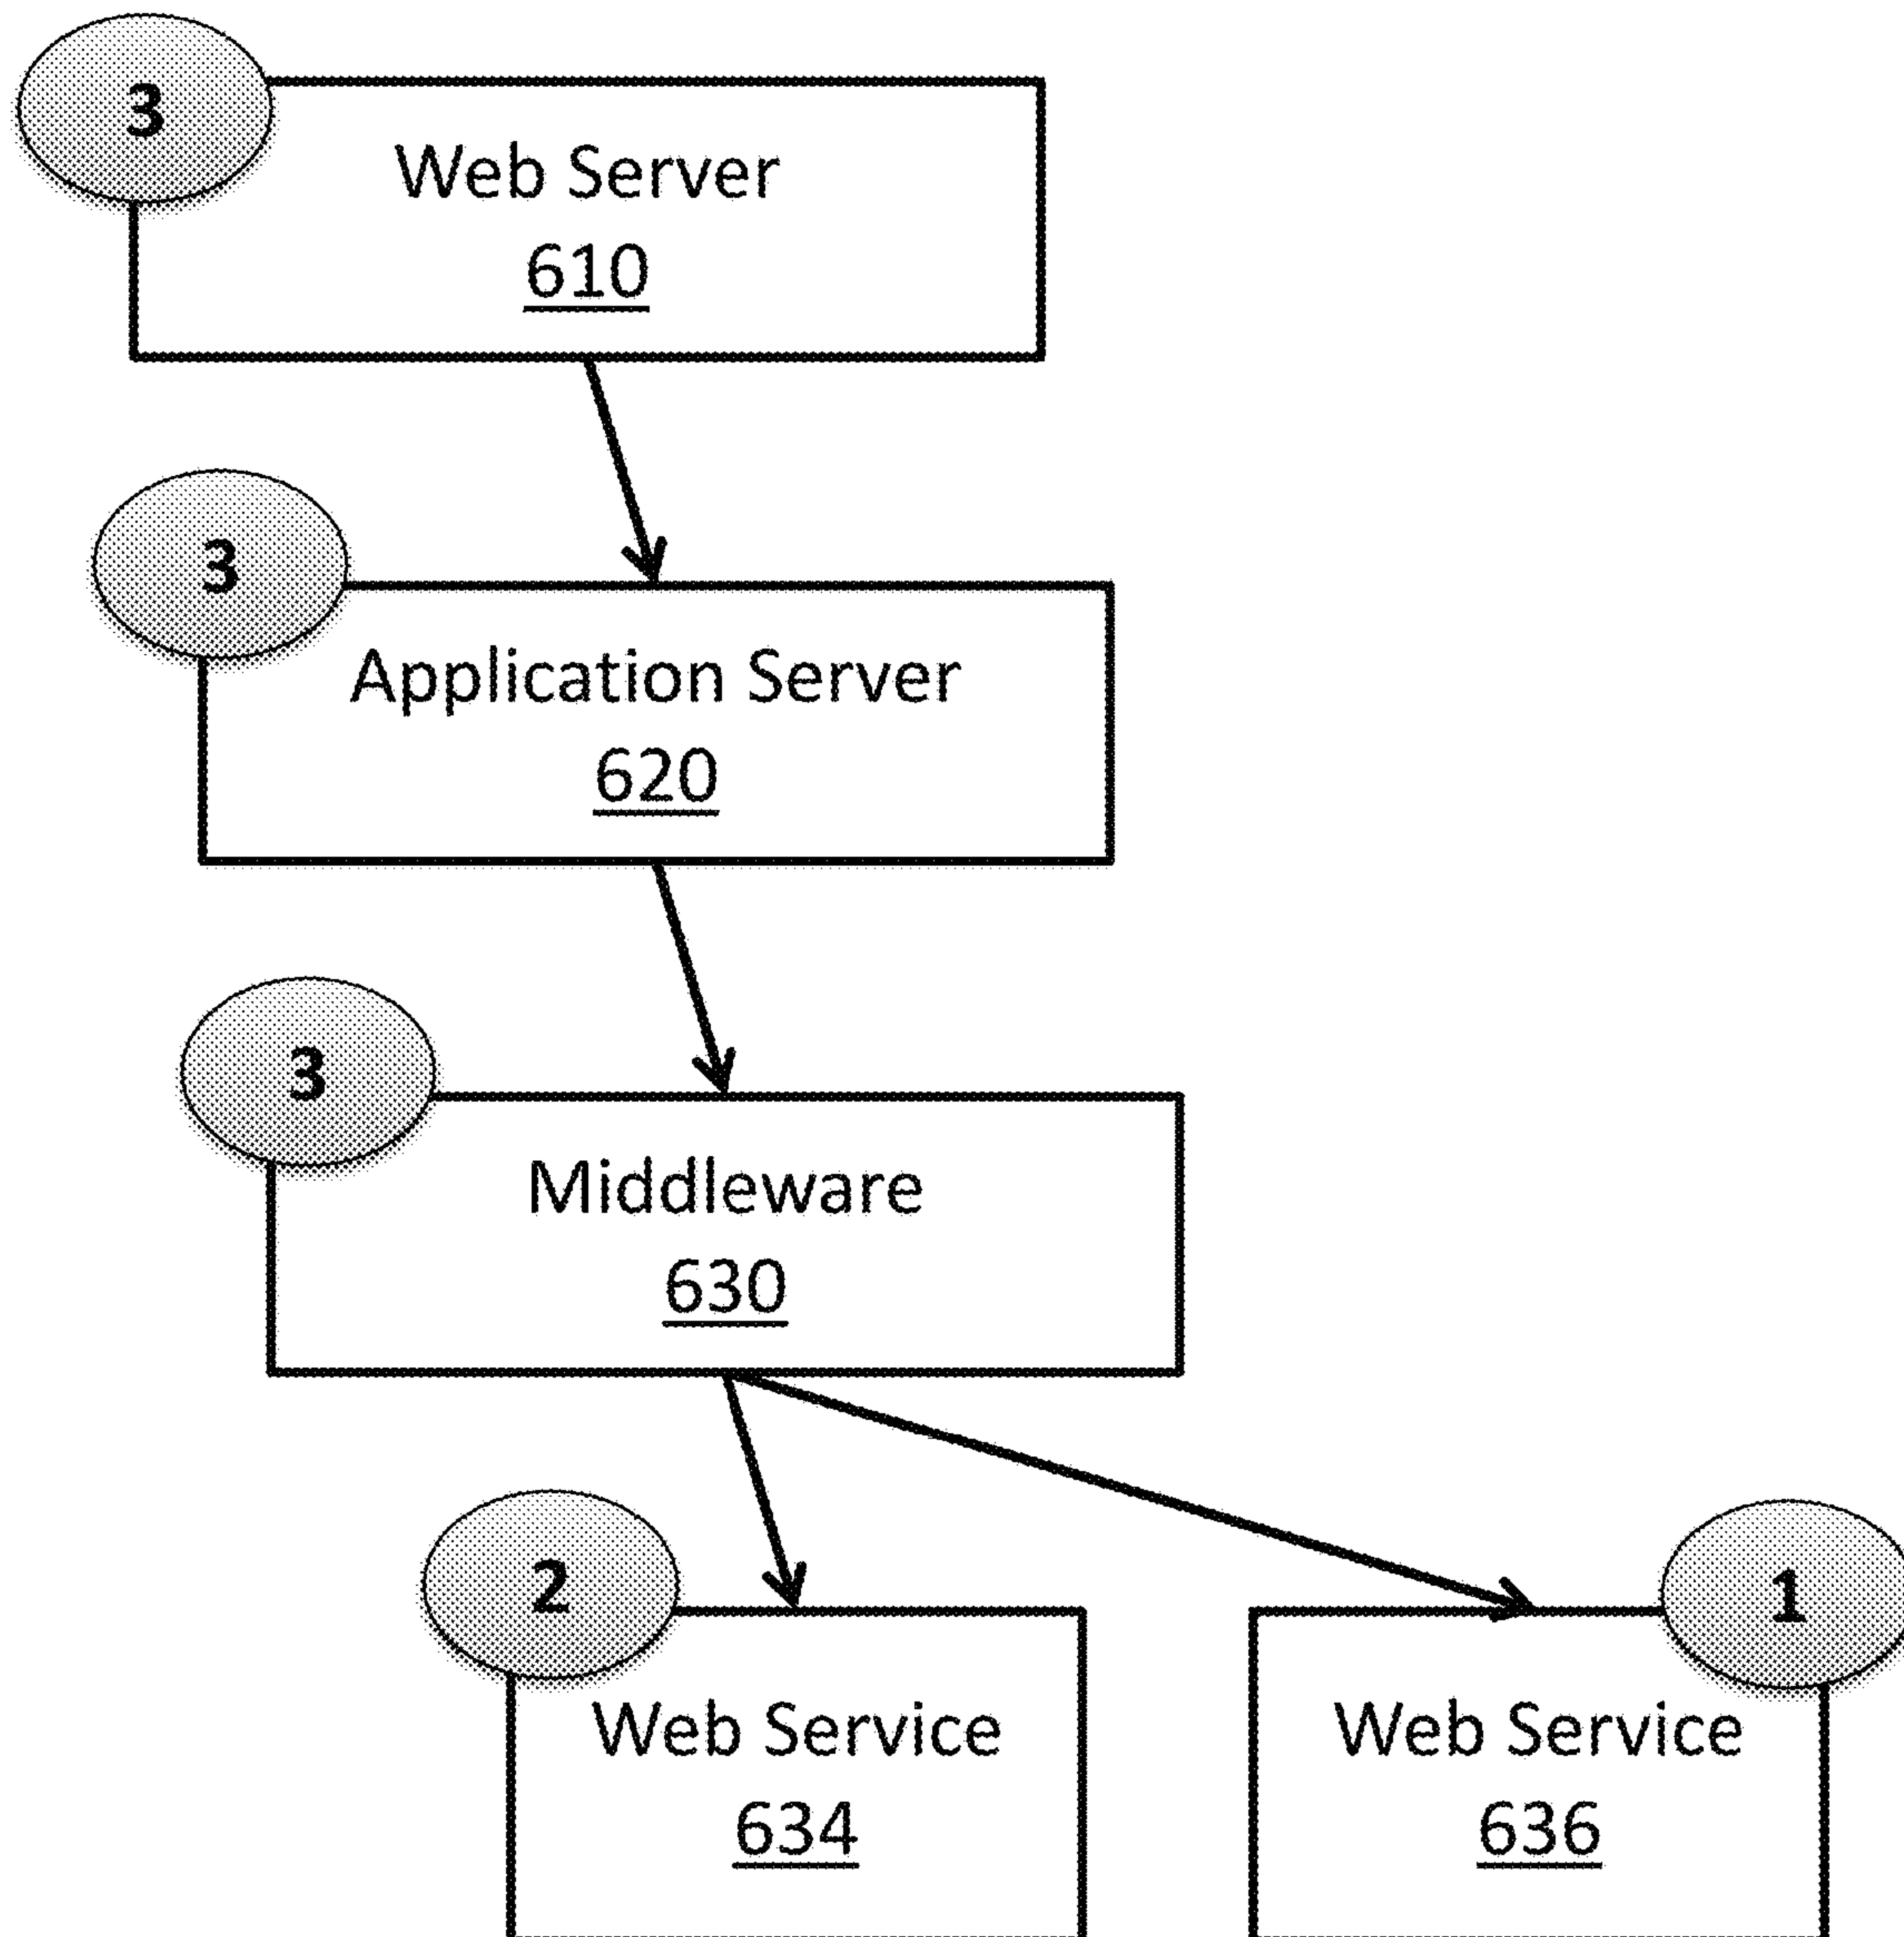 3
Web Server
610
3
Application Server
620
3
Middleware
630
2
1
Web Service
634
Web Service
636